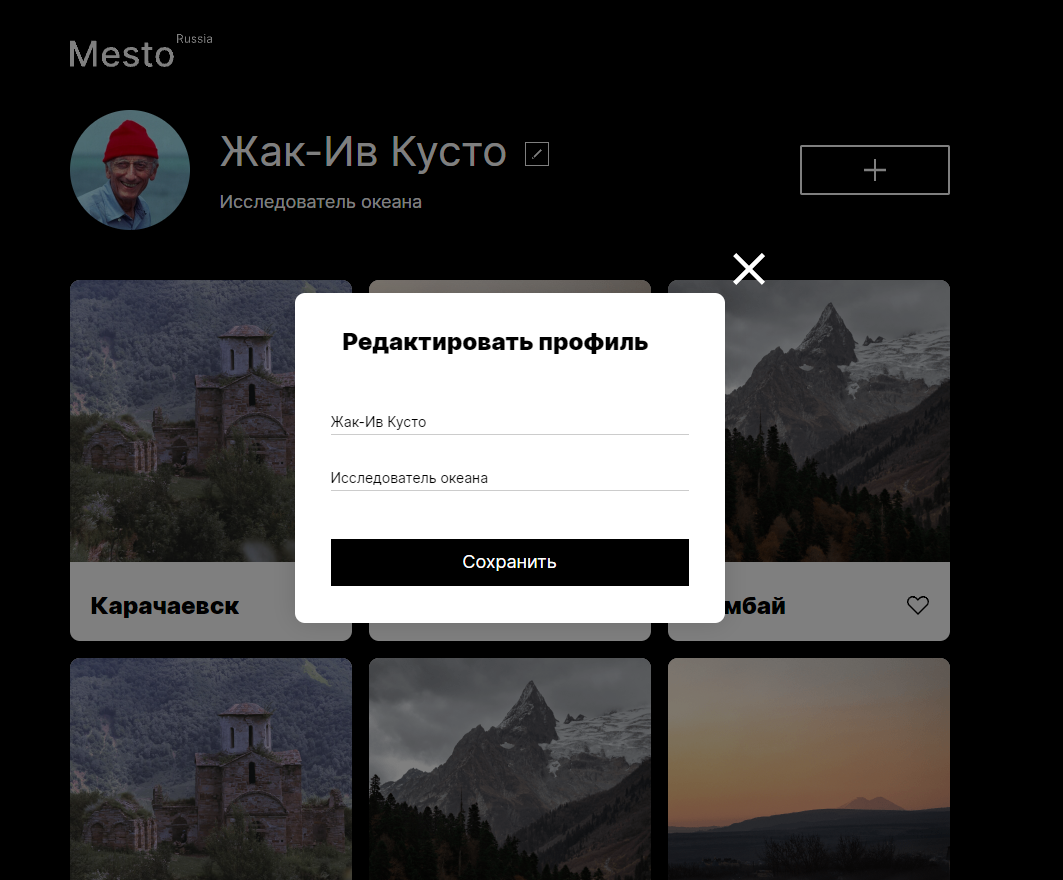 Mesto Russia
Жак-Ив Кусто
Исследователь океана
Редактировать профиль
Жак-Ив Кусто
Исследователь океана
Сохранить
Карачаевск
мбай